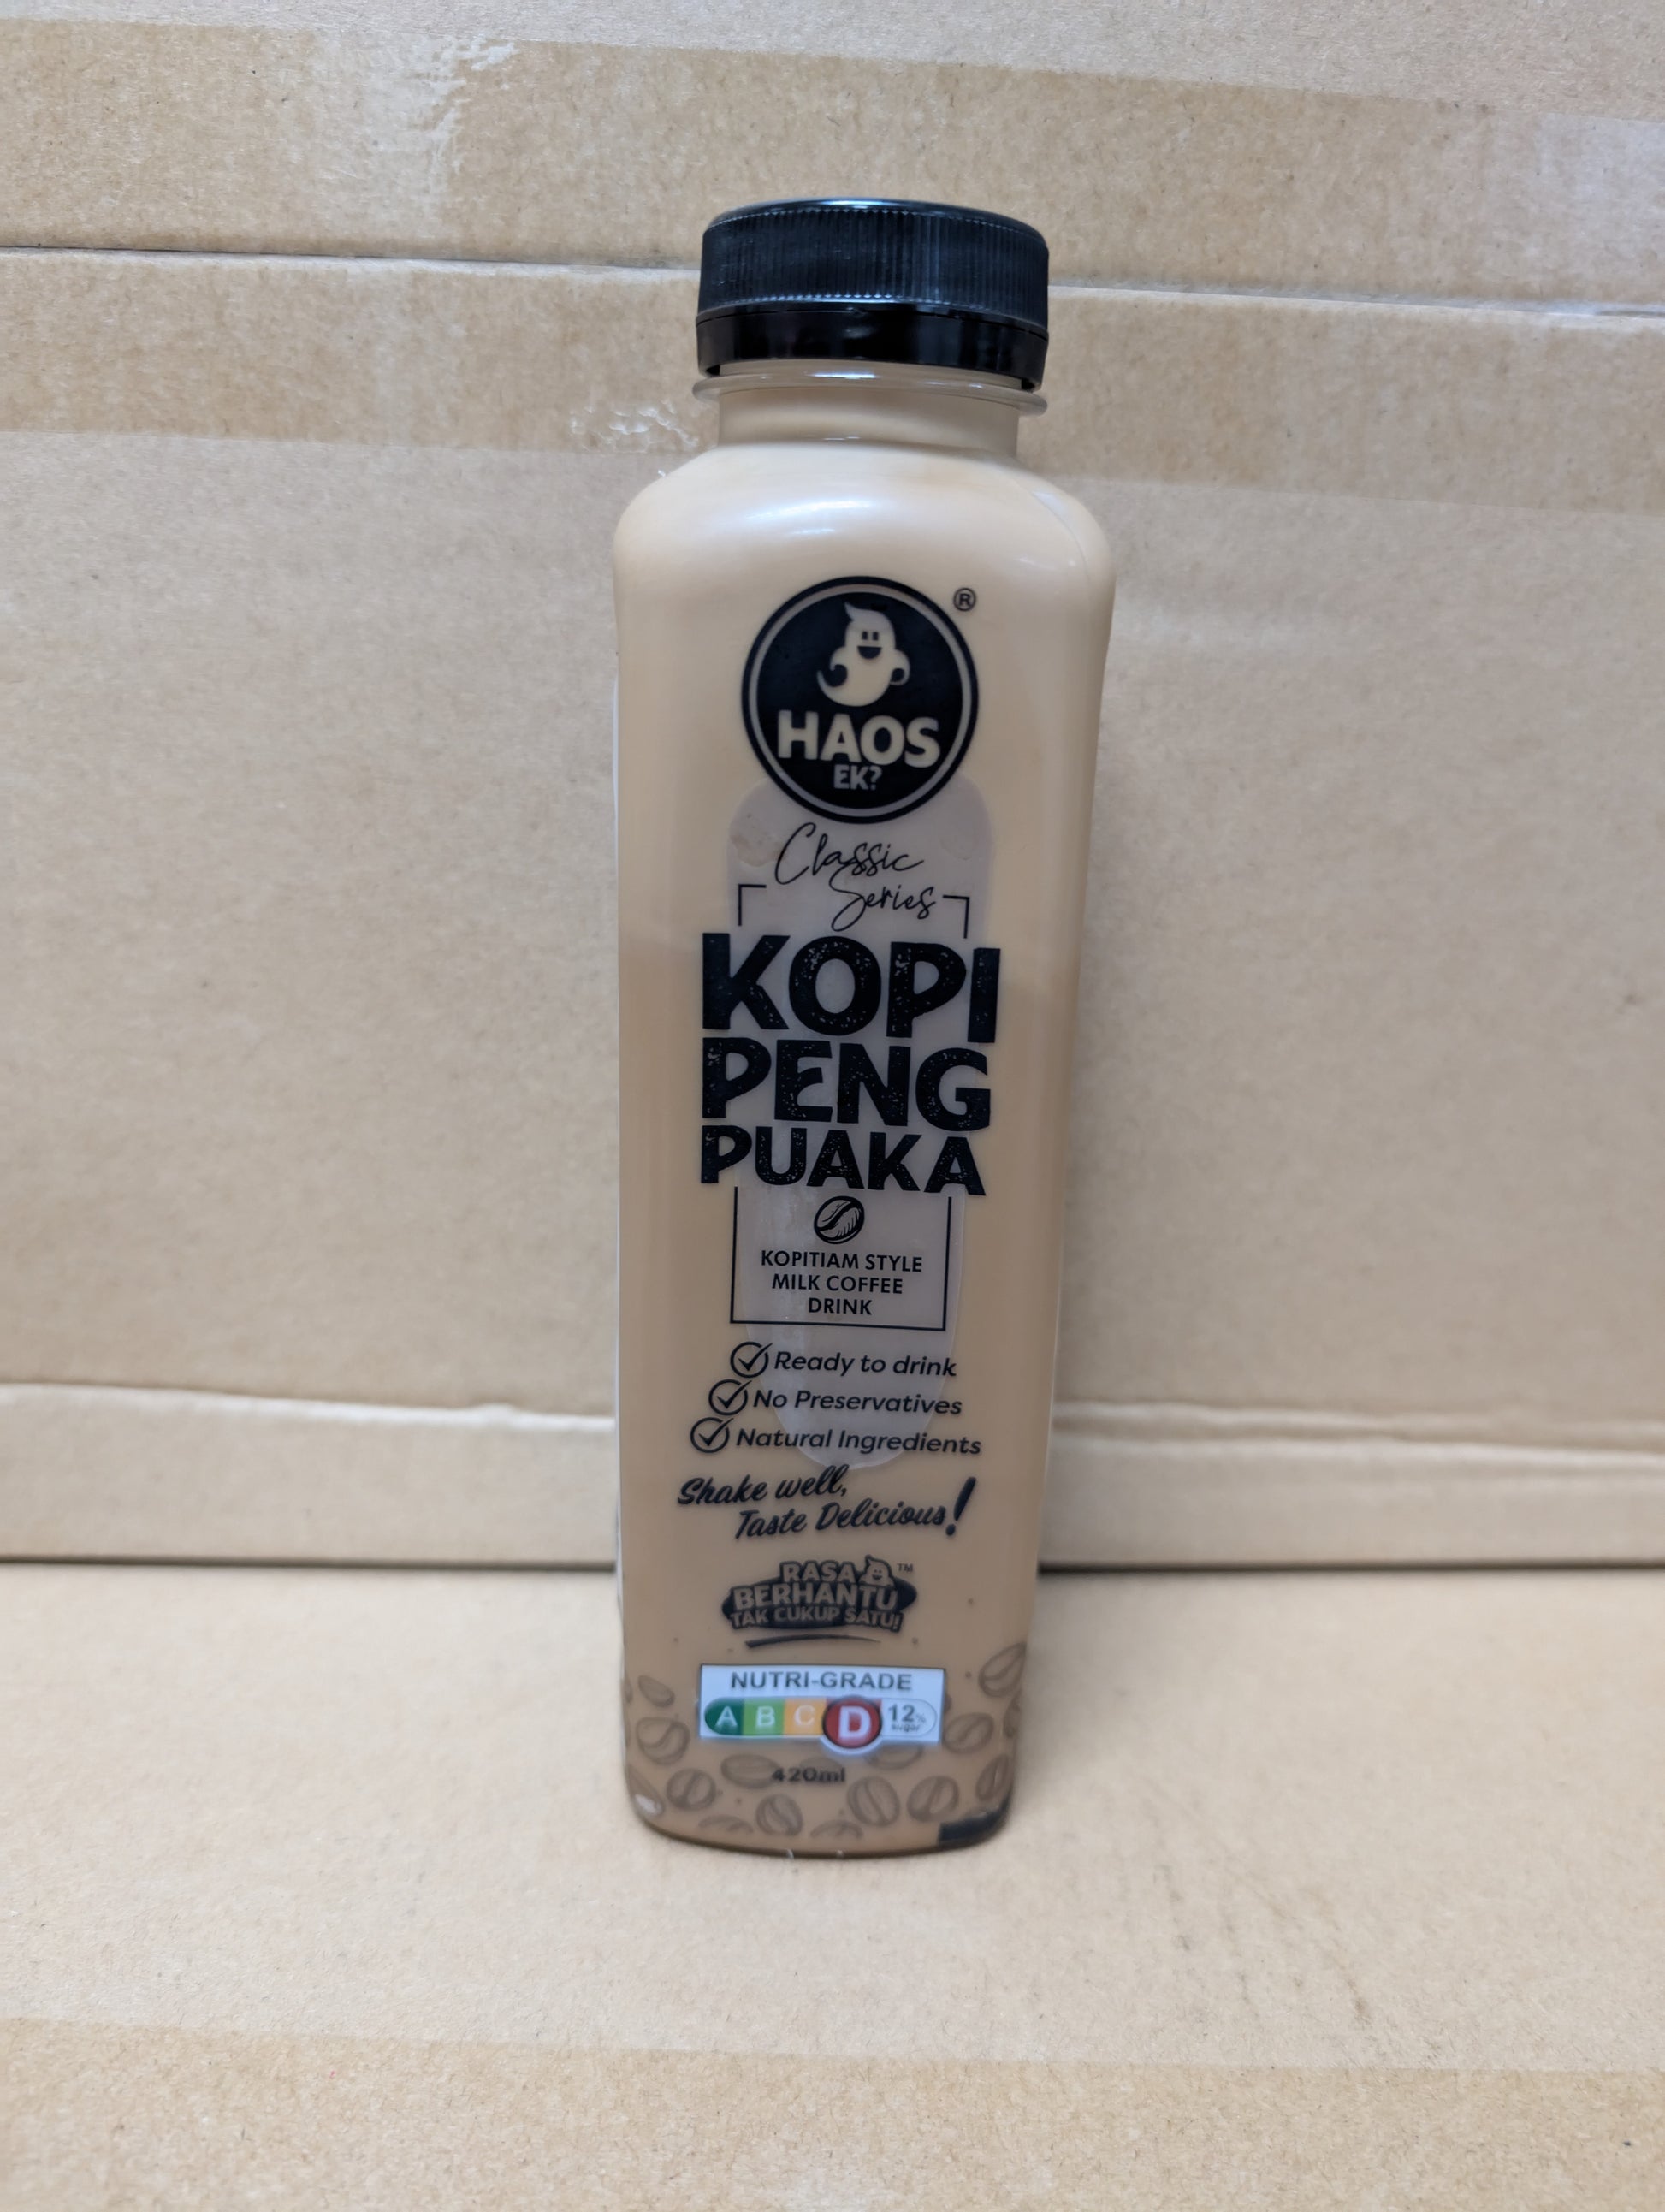 ®
HAOS
EK?
Classic
Series
KOPI
PENG
PUAKA
KOPITIAM STYLE
MILK COFFEE
DRINK
Ready to drink
No Preservatives
Natural Ingredients
Shake well,
Taste Delicious!
RASA ™
BERHANTU
TAK CUKUP SATU!
NUTRI-GRADE
A B C D 12% sugar
420ml